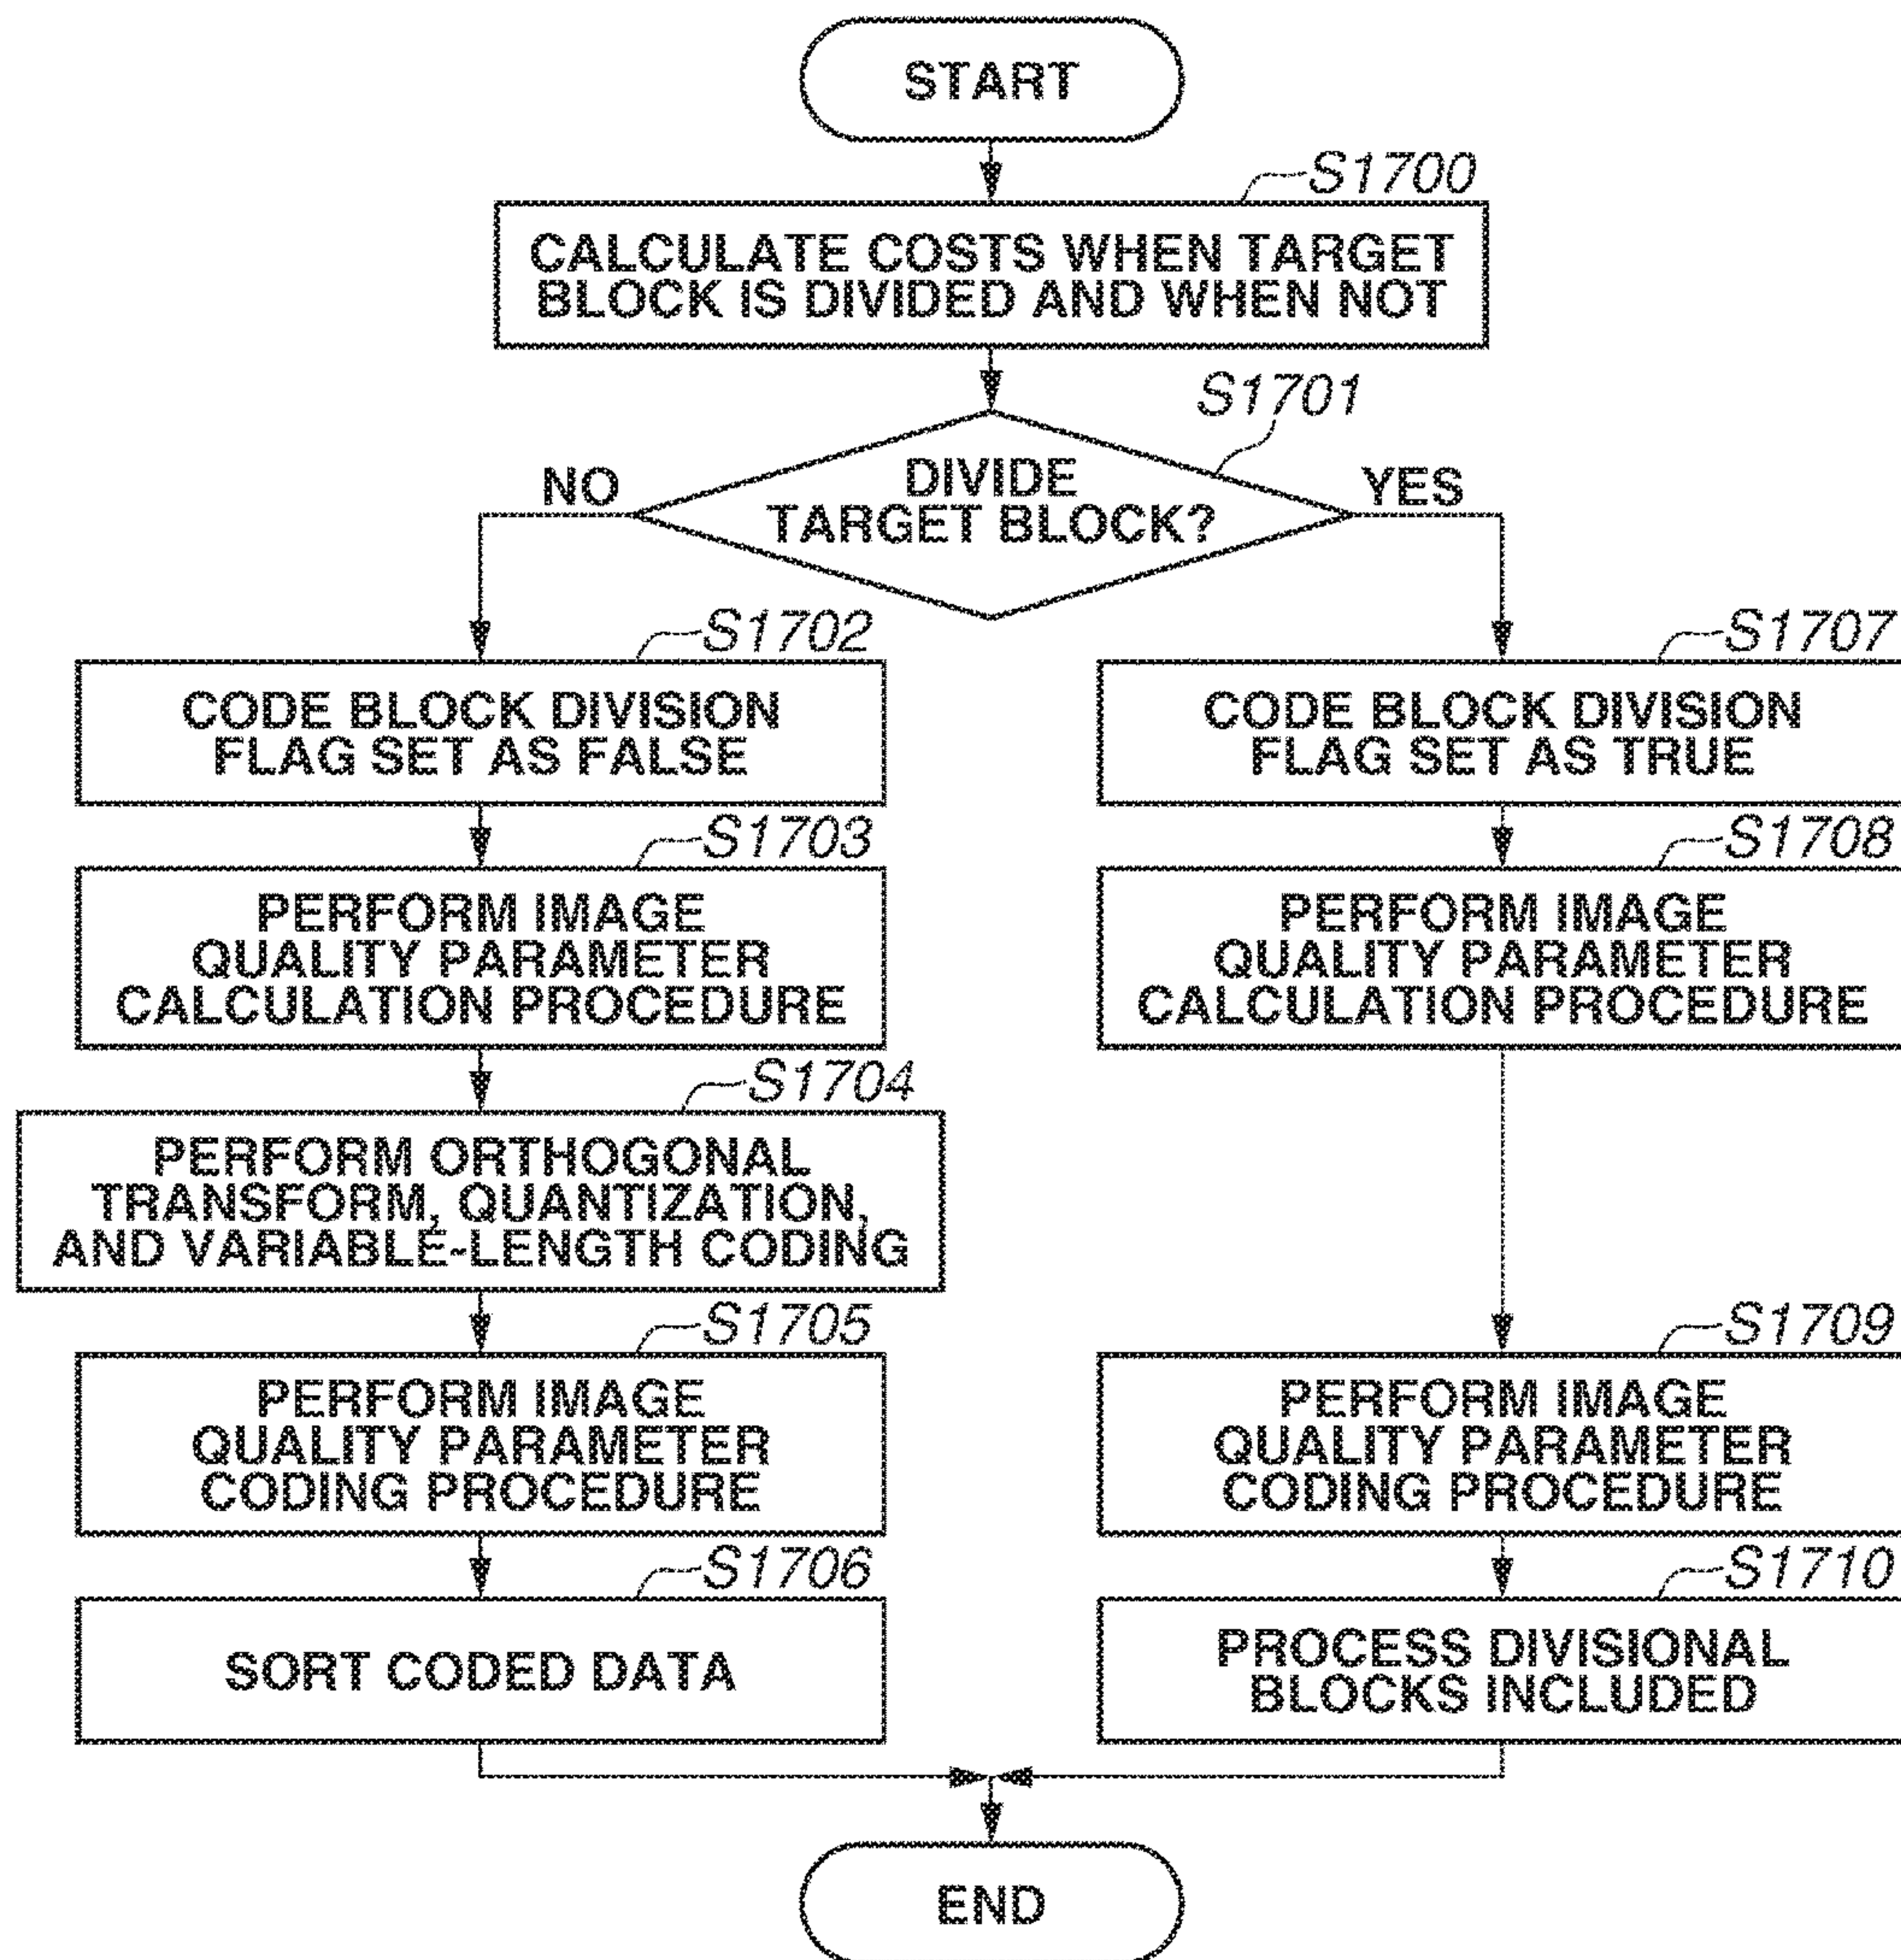 START
S1700
CALCULATE COSTS WHEN TARGET
BLOCK IS DIVIDED AND WHEN NOT
S1701
DIVIDE
TARGET BLOCK?
NO
YES
S1702
CODE BLOCK DIVISION
FLAG SET AS FALSE
S1703
PERFORM IMAGE
QUALITY PARAMETER
CALCULATION PROCEDURE
S1704
PERFORM ORTHOGONAL
TRANSFORM, QUANTIZATION,
AND VARIABLE-LENGTH CODING
S1705
PERFORM IMAGE
QUALITY PARAMETER
CODING PROCEDURE
S1706
SORT CODED DATA
S1707
CODE BLOCK DIVISION
FLAG SET AS TRUE
S1708
PERFORM IMAGE
QUALITY PARAMETER
CALCULATION PROCEDURE
S1709
PERFORM IMAGE
QUALITY PARAMETER
CODING PROCEDURE
S1710
PROCESS DIVISIONAL
BLOCKS INCLUDED
END